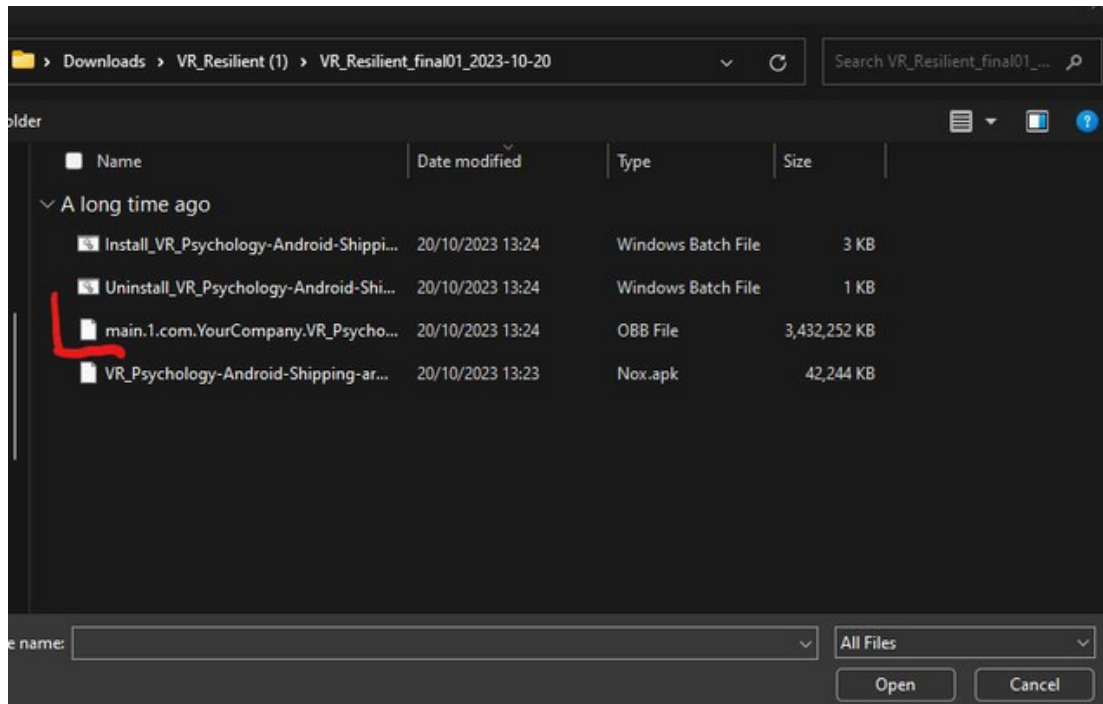 Downloads > VR_Resilient (1) > VR_Resilient_final01_2023-10-20
Search VR_Resilient_final01_...
older
Name Date modified Type Size
A long time ago
Install_VR_Psychology-Android-Shippi... 20/10/2023 13:24 Windows Batch File 3 KB
Uninstall_VR_Psychology-Android-Shi... 20/10/2023 13:24 Windows Batch File 1 KB
main.1.com.YourCompany.VR_Psycho... 20/10/2023 13:24 OBB File 3,432,252 KB
VR_Psychology-Android-Shipping-ar... 20/10/2023 13:23 Nox.apk 42,244 KB
e name: All Files
Open Cancel